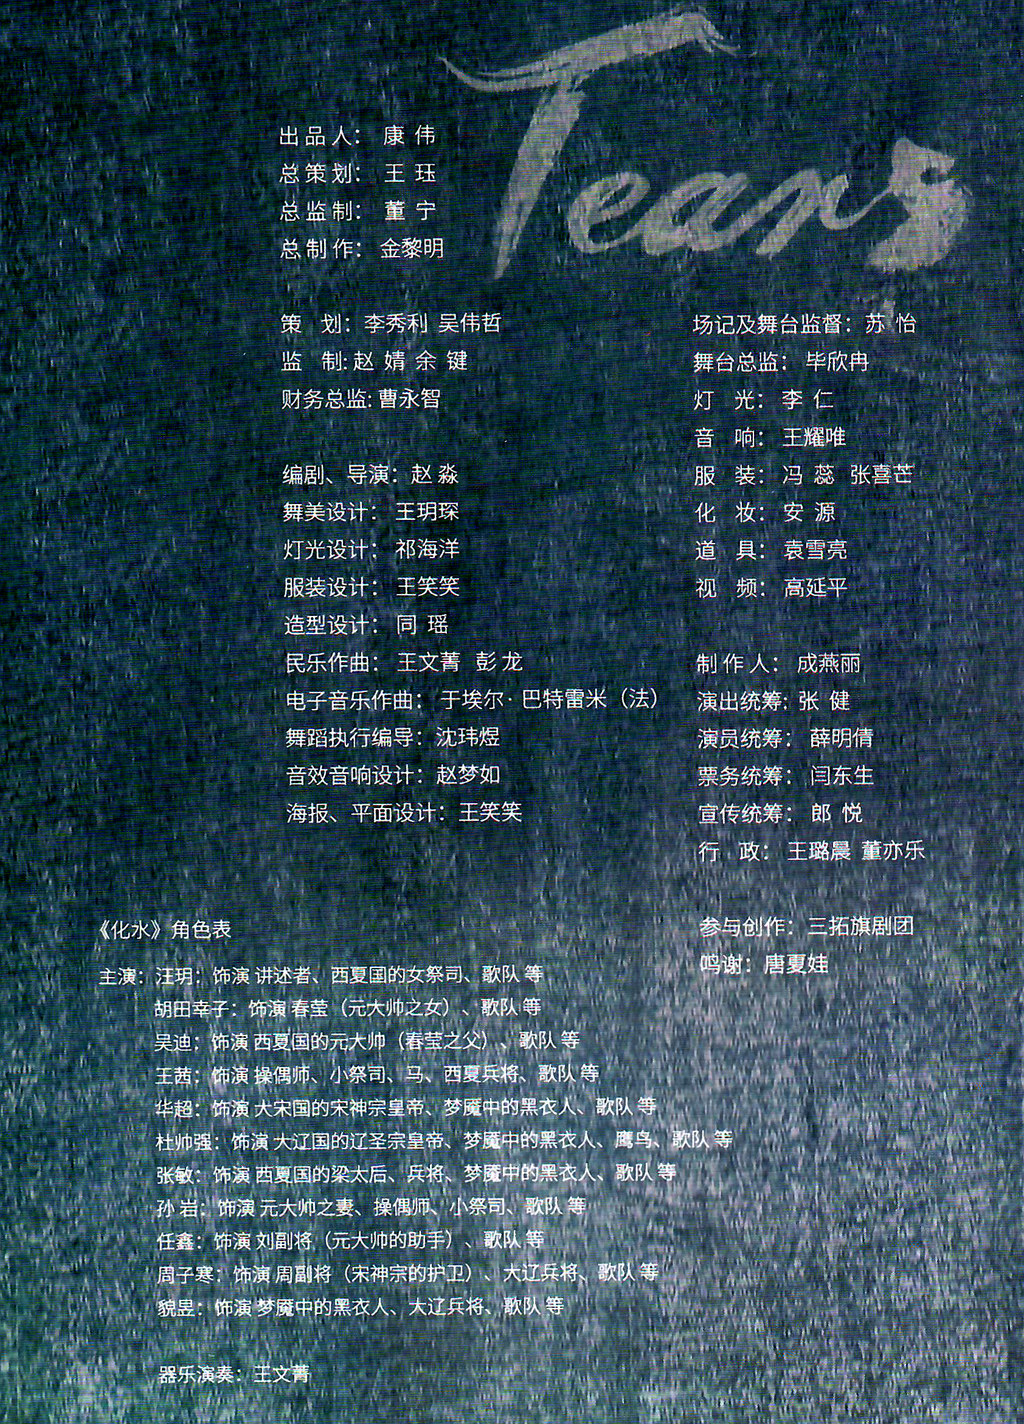 Tears
出品人： 康 伟
总策划： 王 珏
总监制： 董 宁
总制作： 金黎明
策 划：李秀利 吴伟哲
监 制: 赵 婧 余 键
财务总监: 曹永智
编剧、导演：赵 淼
舞美设计： 王玥琛
灯光设计： 祁海洋
服装设计： 王笑笑
造型设计： 同 瑶
民乐作曲： 王文菁 彭龙
电子音乐作曲： 于埃尔· 巴特雷米（法）
舞蹈执行编导：沈玮煜
音效音响设计：赵梦如
海报、平面设计：王笑笑
场记及舞台监督：苏 怡
舞台总监： 毕欣冉
灯 光： 李 仁
音 响： 王耀唯
服 装： 冯 蕊 张喜芒
化 妆： 安 源
道 具： 袁雪亮
视 频： 高延平
制作人： 成燕丽
演出统筹: 张 健
演员统筹： 薛明倩
票务统筹： 闫东生
宣传统筹： 郎 悦
行 政： 王璐晨 董亦乐
参与创作：三拓旗剧团
鸣谢：唐夏娃
《化水》角色表
主演：汪玥：饰演 讲述者、西夏国的女祭司、歌队 等
胡田幸子：饰演 春莹（元大帅之女）、歌队 等
吴迪：饰演 西夏国的元大帅（春莹之父）、歌队 等
王茜：饰演 操偶师、小祭司、马、西夏兵将、歌队 等
华超：饰演 大宋国的宋神宗皇帝、梦魇中的黑衣人、歌队 等
杜帅强：饰演 大辽国的辽圣宗皇帝、梦魇中的黑衣人、鹰鸟、歌队 等
张敏：饰演 西夏国的梁太后、兵将、梦魇中的黑衣人、歌队 等
孙 岩：饰演 元大帅之妻、操偶师、小祭司、歌队 等
任鑫：饰演 刘副将（元大帅的助手）、歌队 等
周子寒：饰演 周副将（宋神宗的护卫）、大辽兵将、歌队 等
貌昱：饰演 梦魇中的黑衣人、大辽兵将、歌队 等
器乐演奏：王文菁